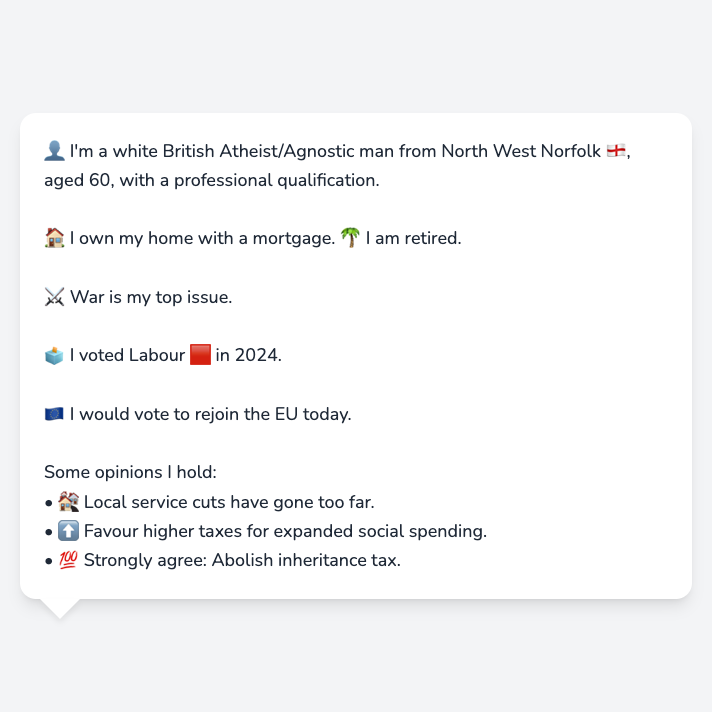 👤 I'm a white British Atheist/Agnostic man from North West Norfolk 🏴󠁧󠁢󠁥󠁮󠁧󠁿,
aged 60, with a professional qualification.
🏠 I own my home with a mortgage. 🌴 I am retired.
⚔️ War is my top issue.
🗳️ I voted Labour 🟥 in 2024.
🇪🇺 I would vote to rejoin the EU today.
Some opinions I hold:
• 🏚️ Local service cuts have gone too far.
• ⬆️ Favour higher taxes for expanded social spending.
• 💯 Strongly agree: Abolish inheritance tax.